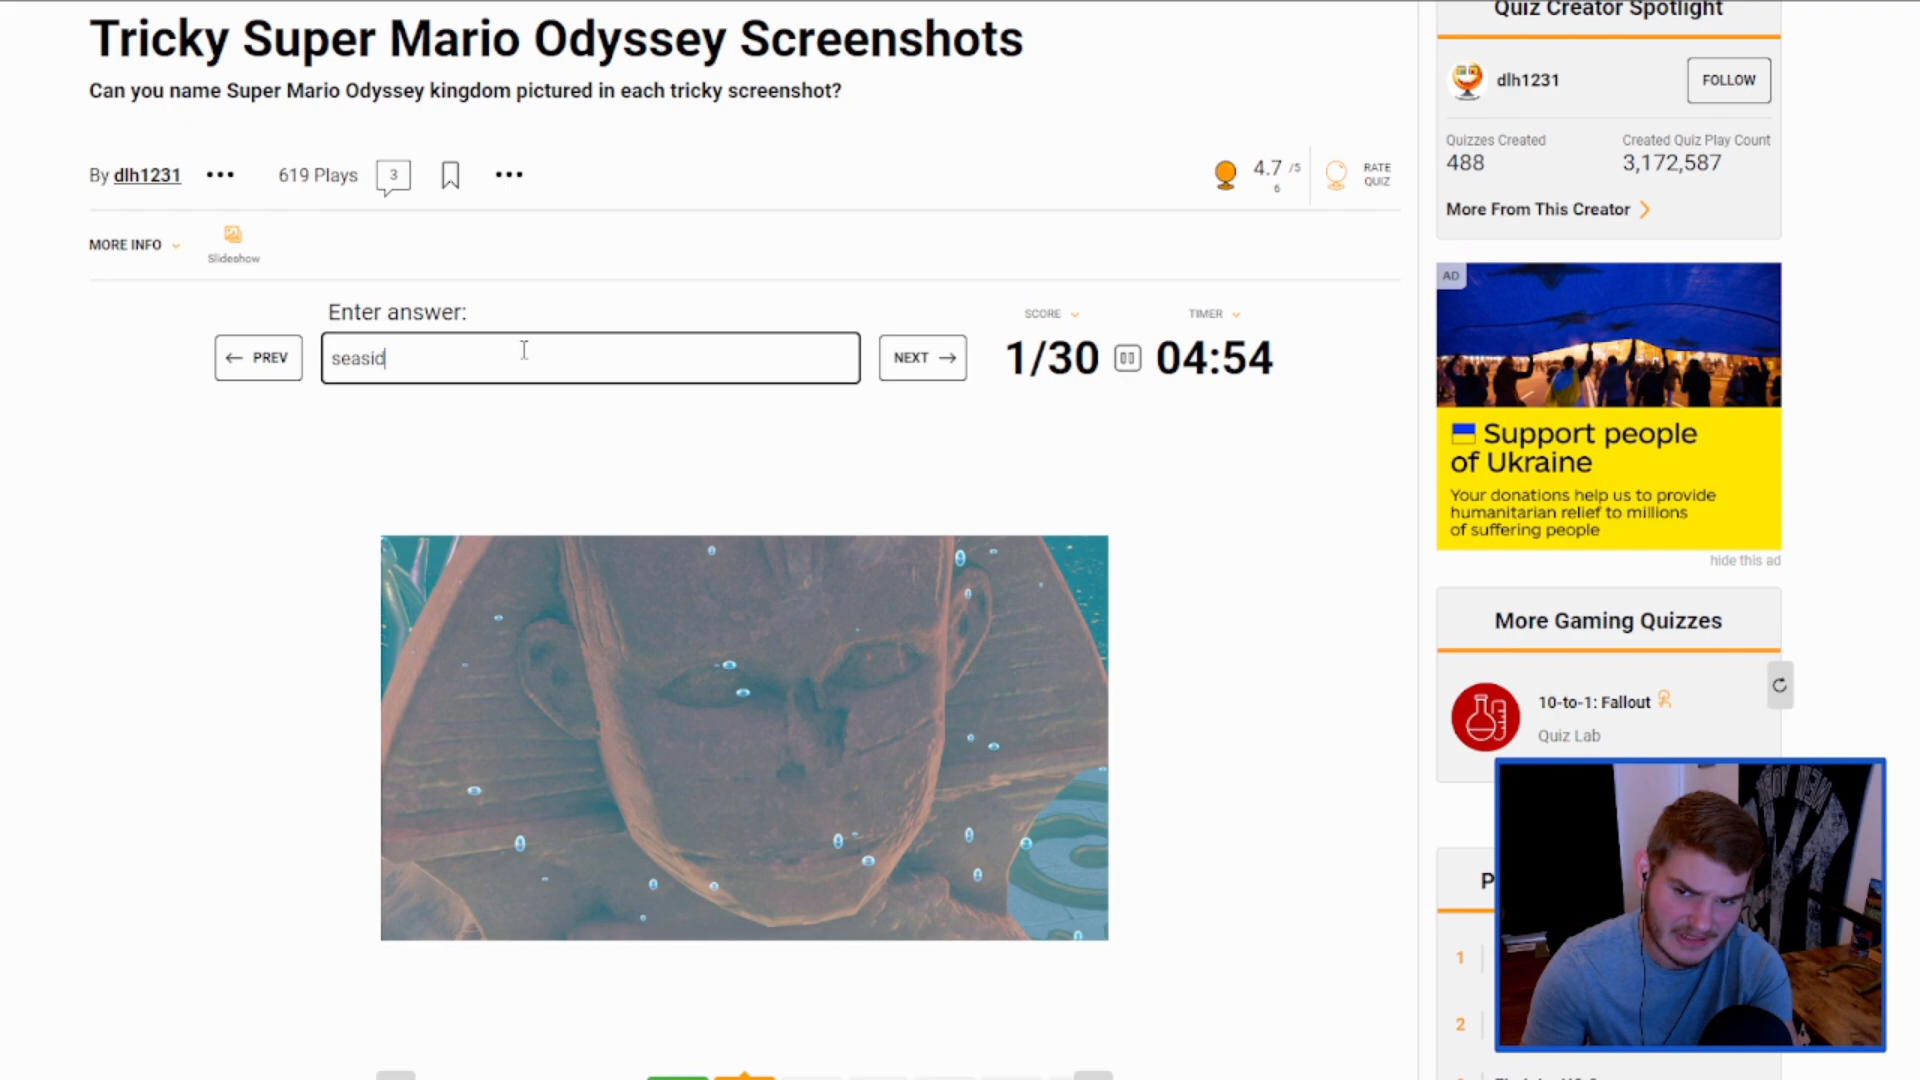 Tricky Super Mario Odyssey Screenshots
Can you name Super Mario Odyssey kingdom pictured in each tricky screenshot?
By dlh1231
619 Plays
3
4.7 /5
6
RATE QUIZ
MORE INFO
Slideshow
Enter answer:
PREV
seasid
NEXT
SCORE
1/30
TIMER
04:54
Quiz Creator Spotlight
dlh1231
FOLLOW
Quizzes Created
488
Created Quiz Play Count
3,172,587
More From This Creator
AD
Support people
of Ukraine
Your donations help us to provide
humanitarian relief to millions
of suffering people
hide this ad
More Gaming Quizzes
10-to-1: Fallout
Quiz Lab
P
1
2
NEW YORK